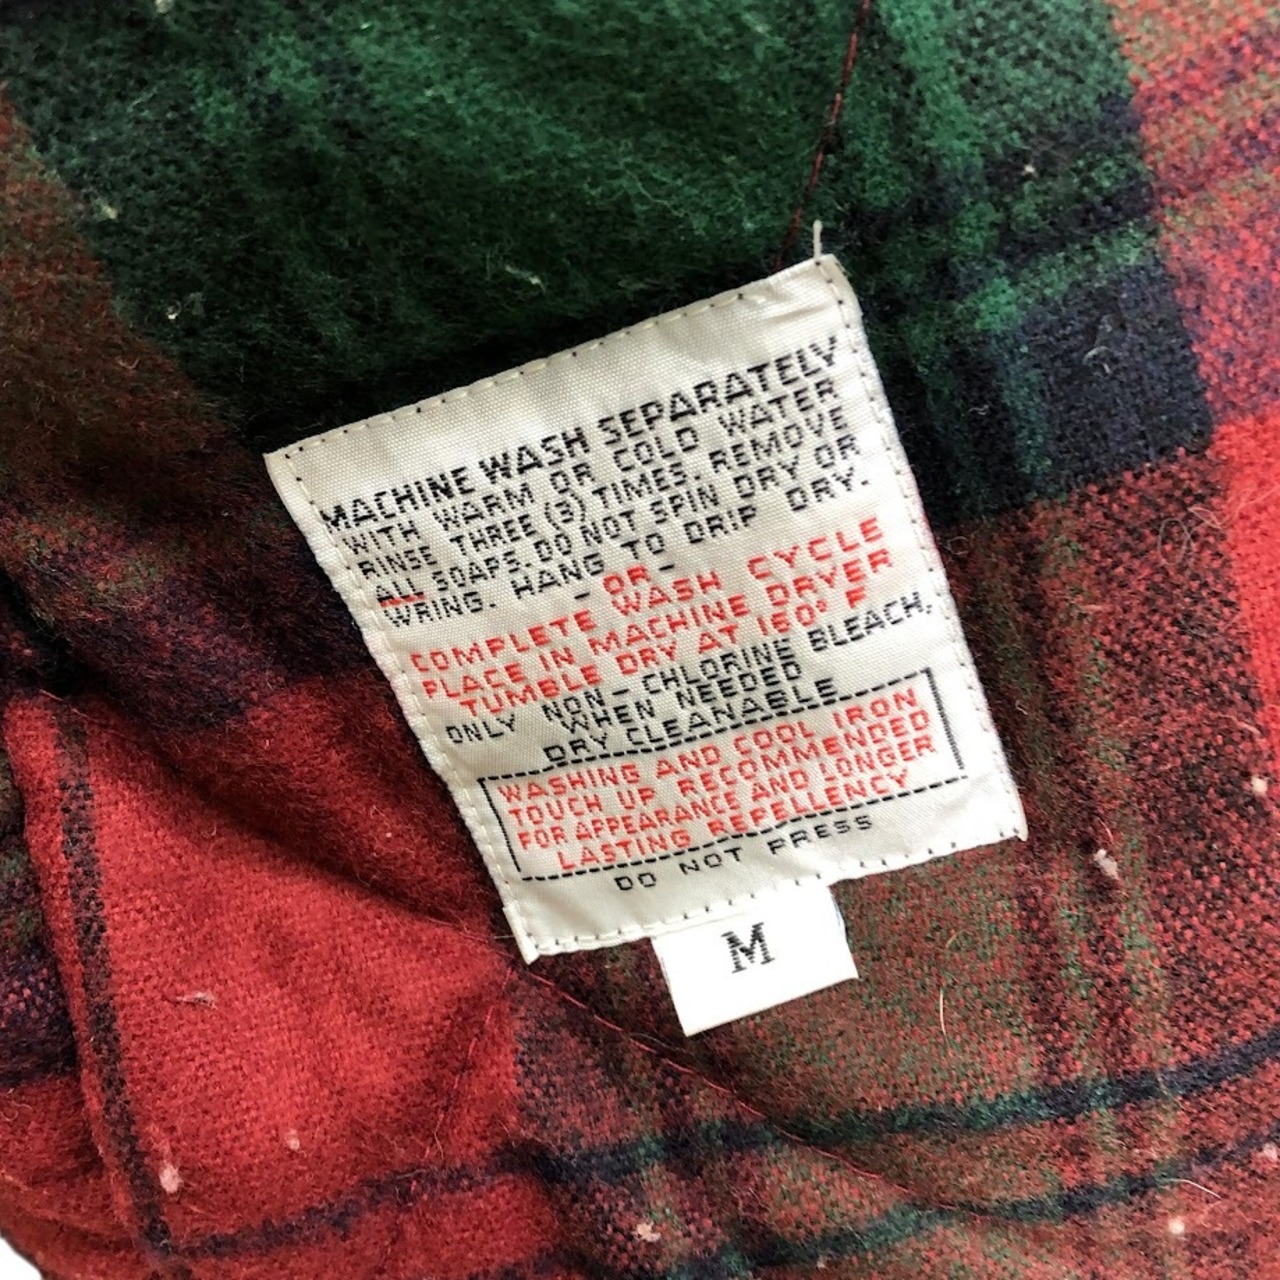 MACHINE WASH SEPARATELY
WITH WARM OR COLD WATER
RINSE THREE (3) TIMES. REMOVE
ALL SOAPS. DO NOT SPIN DRY OR
WRING. HANG TO DRIP DRY.
- OR -
COMPLETE WASH CYCLE
PLACE IN MACHINE DRYER
TUMBLE DRY AT 160° F
ONLY NON-CHLORINE BLEACH,
WHEN NEEDED
DRY CLEANABLE
WASHING AND COOL IRON
TOUCH UP RECOMMENDED
FOR APPEARANCE AND LONGER
LASTING REPELLENCY
DO NOT PRESS
M